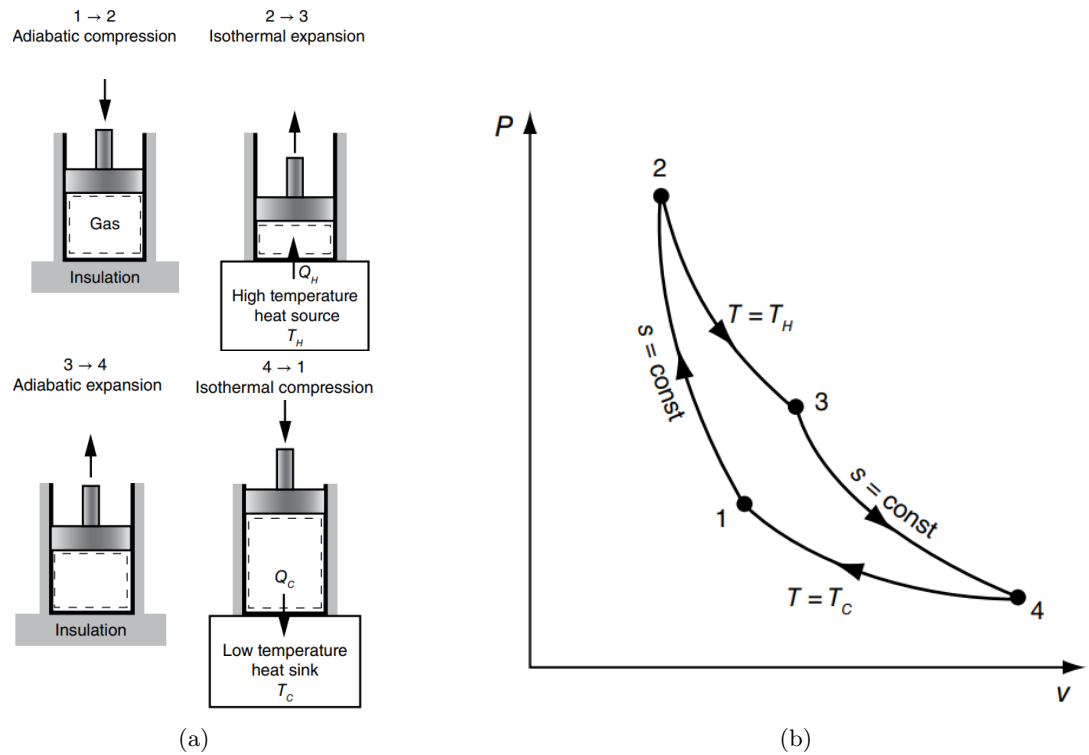 1 → 2
Adiabatic compression
2 → 3
Isothermal expansion
Gas
Insulation
Q_H
High temperature
heat source
T_H
3 → 4
Adiabatic expansion
4 → 1
Isothermal compression
Insulation
Q_C
Low temperature
heat sink
T_C
(a)
P
2
T = T_H
s = const
3
s = const
1
T = T_C
4
v
(b)